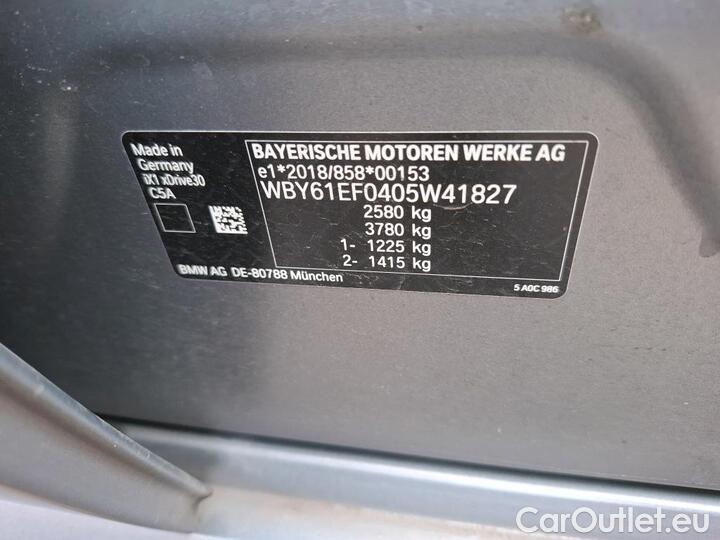 Made in
Germany
iX1 xDrive30
C5A
BAYERISCHE MOTOREN WERKE AG
e1*2018/858*00153
WBY61EF0405W41827
2580 kg
3780 kg
1- 1225 kg
2- 1415 kg
BMW AG DE-80788 München
5 A0C 986
CarOutlet.eu